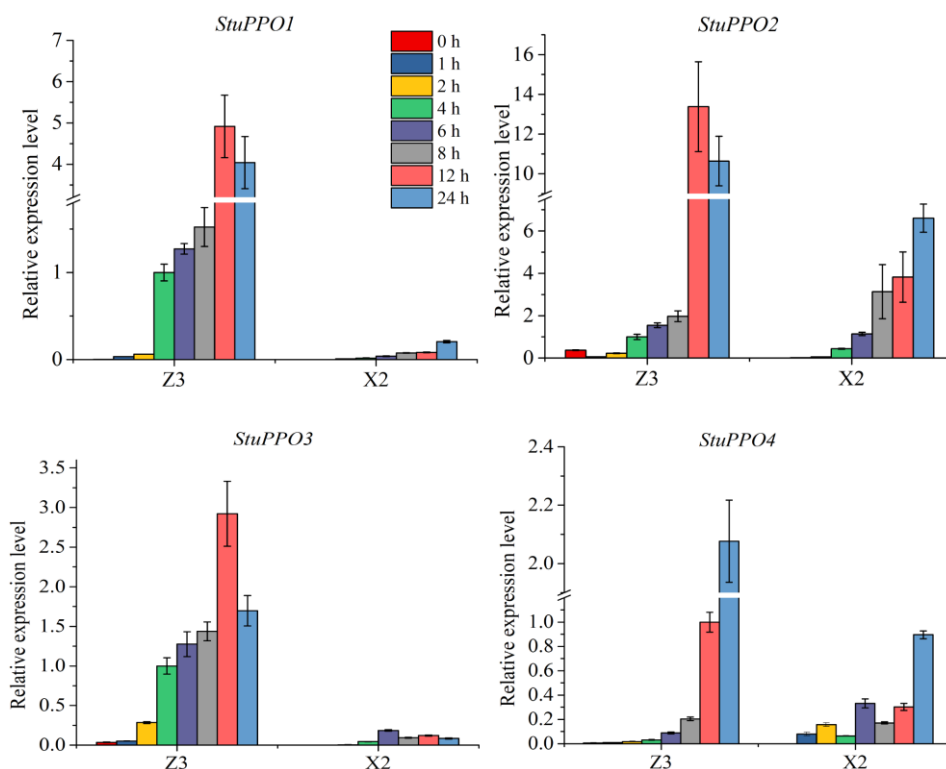 StuPPO1
Relative expression level
7
6
5
4
1
0
0 h
1 h
2 h
4 h
6 h
8 h
12 h
24 h
Z3
X2
StuPPO2
Relative expression level
16
14
12
10
6
4
2
0
Z3
X2
StuPPO3
Relative expression level
3.5
3.0
2.5
2.0
1.5
1.0
0.5
0.0
Z3
X2
StuPPO4
Relative expression level
2.4
2.2
2.0
1.0
0.8
0.6
0.4
0.2
0.0
Z3
X2